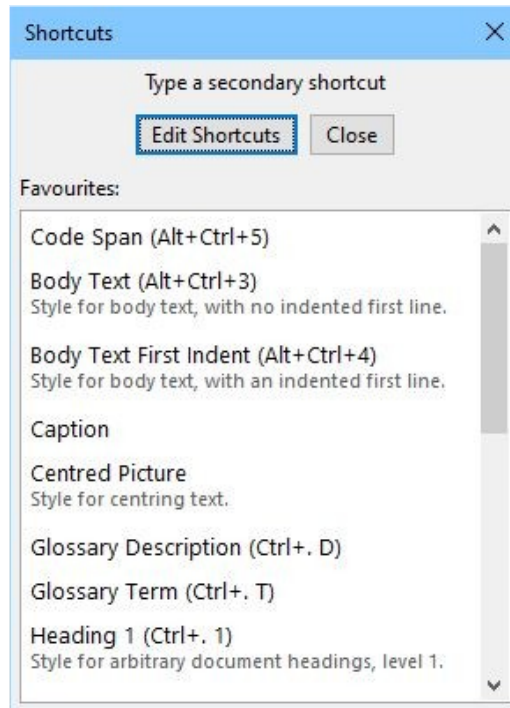 Shortcuts
Type a secondary shortcut
Edit Shortcuts Close
Favourites:
Code Span (Alt+Ctrl+5)
Body Text (Alt+Ctrl+3)
Style for body text, with no indented first line.
Body Text First Indent (Alt+Ctrl+4)
Style for body text, with an indented first line.
Caption
Centred Picture
Style for centring text.
Glossary Description (Ctrl+. D)
Glossary Term (Ctrl+. T)
Heading 1 (Ctrl+. 1)
Style for arbitrary document headings, level 1.